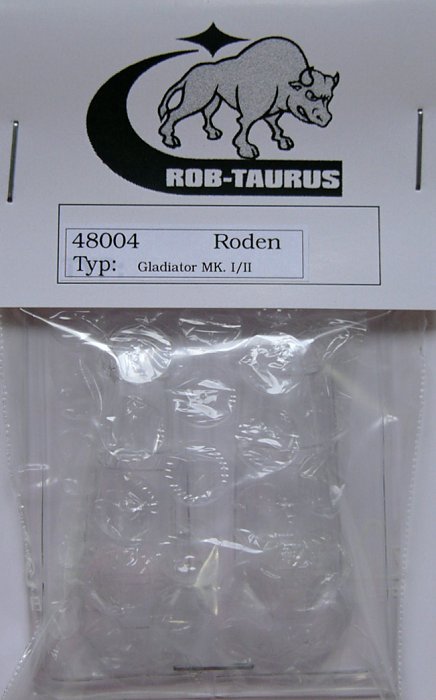 ROB-TAURUS
48004 Roden
Typ: Gladiator MK. I/II